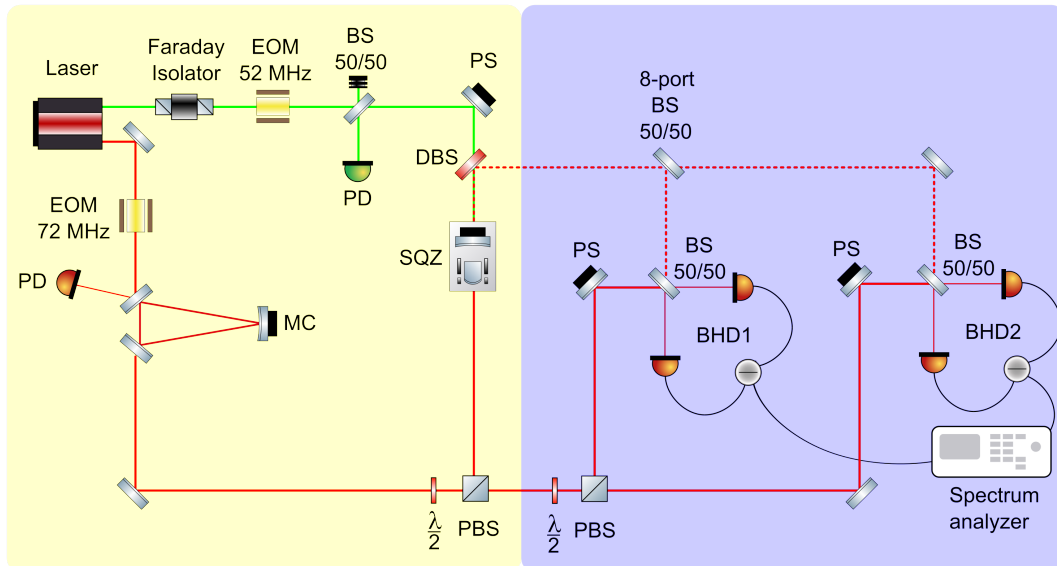 Laser
Faraday
Isolator
EOM
52 MHz
BS
50/50
PS
DBS
PD
EOM
72 MHz
PD
MC
SQZ
λ
2
PBS
8-port
BS
50/50
PS
BS
50/50
BHD1
PS
BS
50/50
BHD2
λ
2
PBS
Spectrum
analyzer